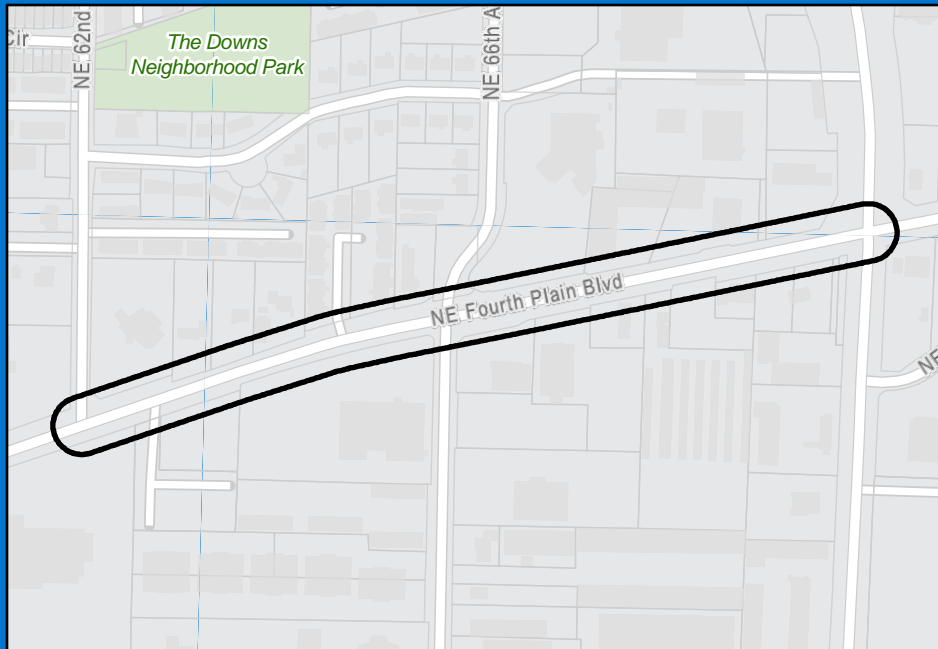 The Downs
Neighborhood Park
Cir
NE 62nd
NE 66th A
NE Fourth Plain Blvd
NE